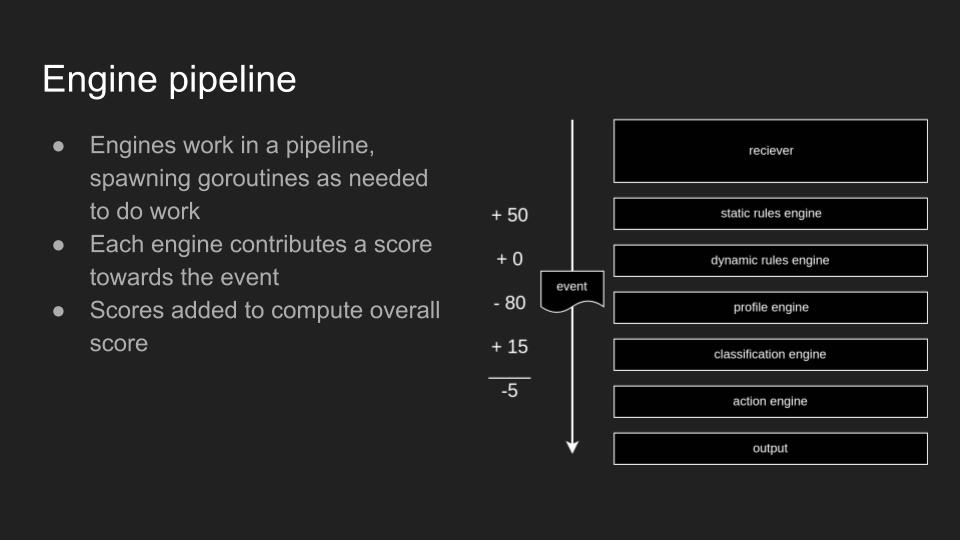 Engine pipeline
● Engines work in a pipeline,
spawning goroutines as needed
to do work
● Each engine contributes a score
towards the event
● Scores added to compute overall
score
+ 50
+ 0
- 80
+ 15
-5
event
reciever
static rules engine
dynamic rules engine
profile engine
classification engine
action engine
output